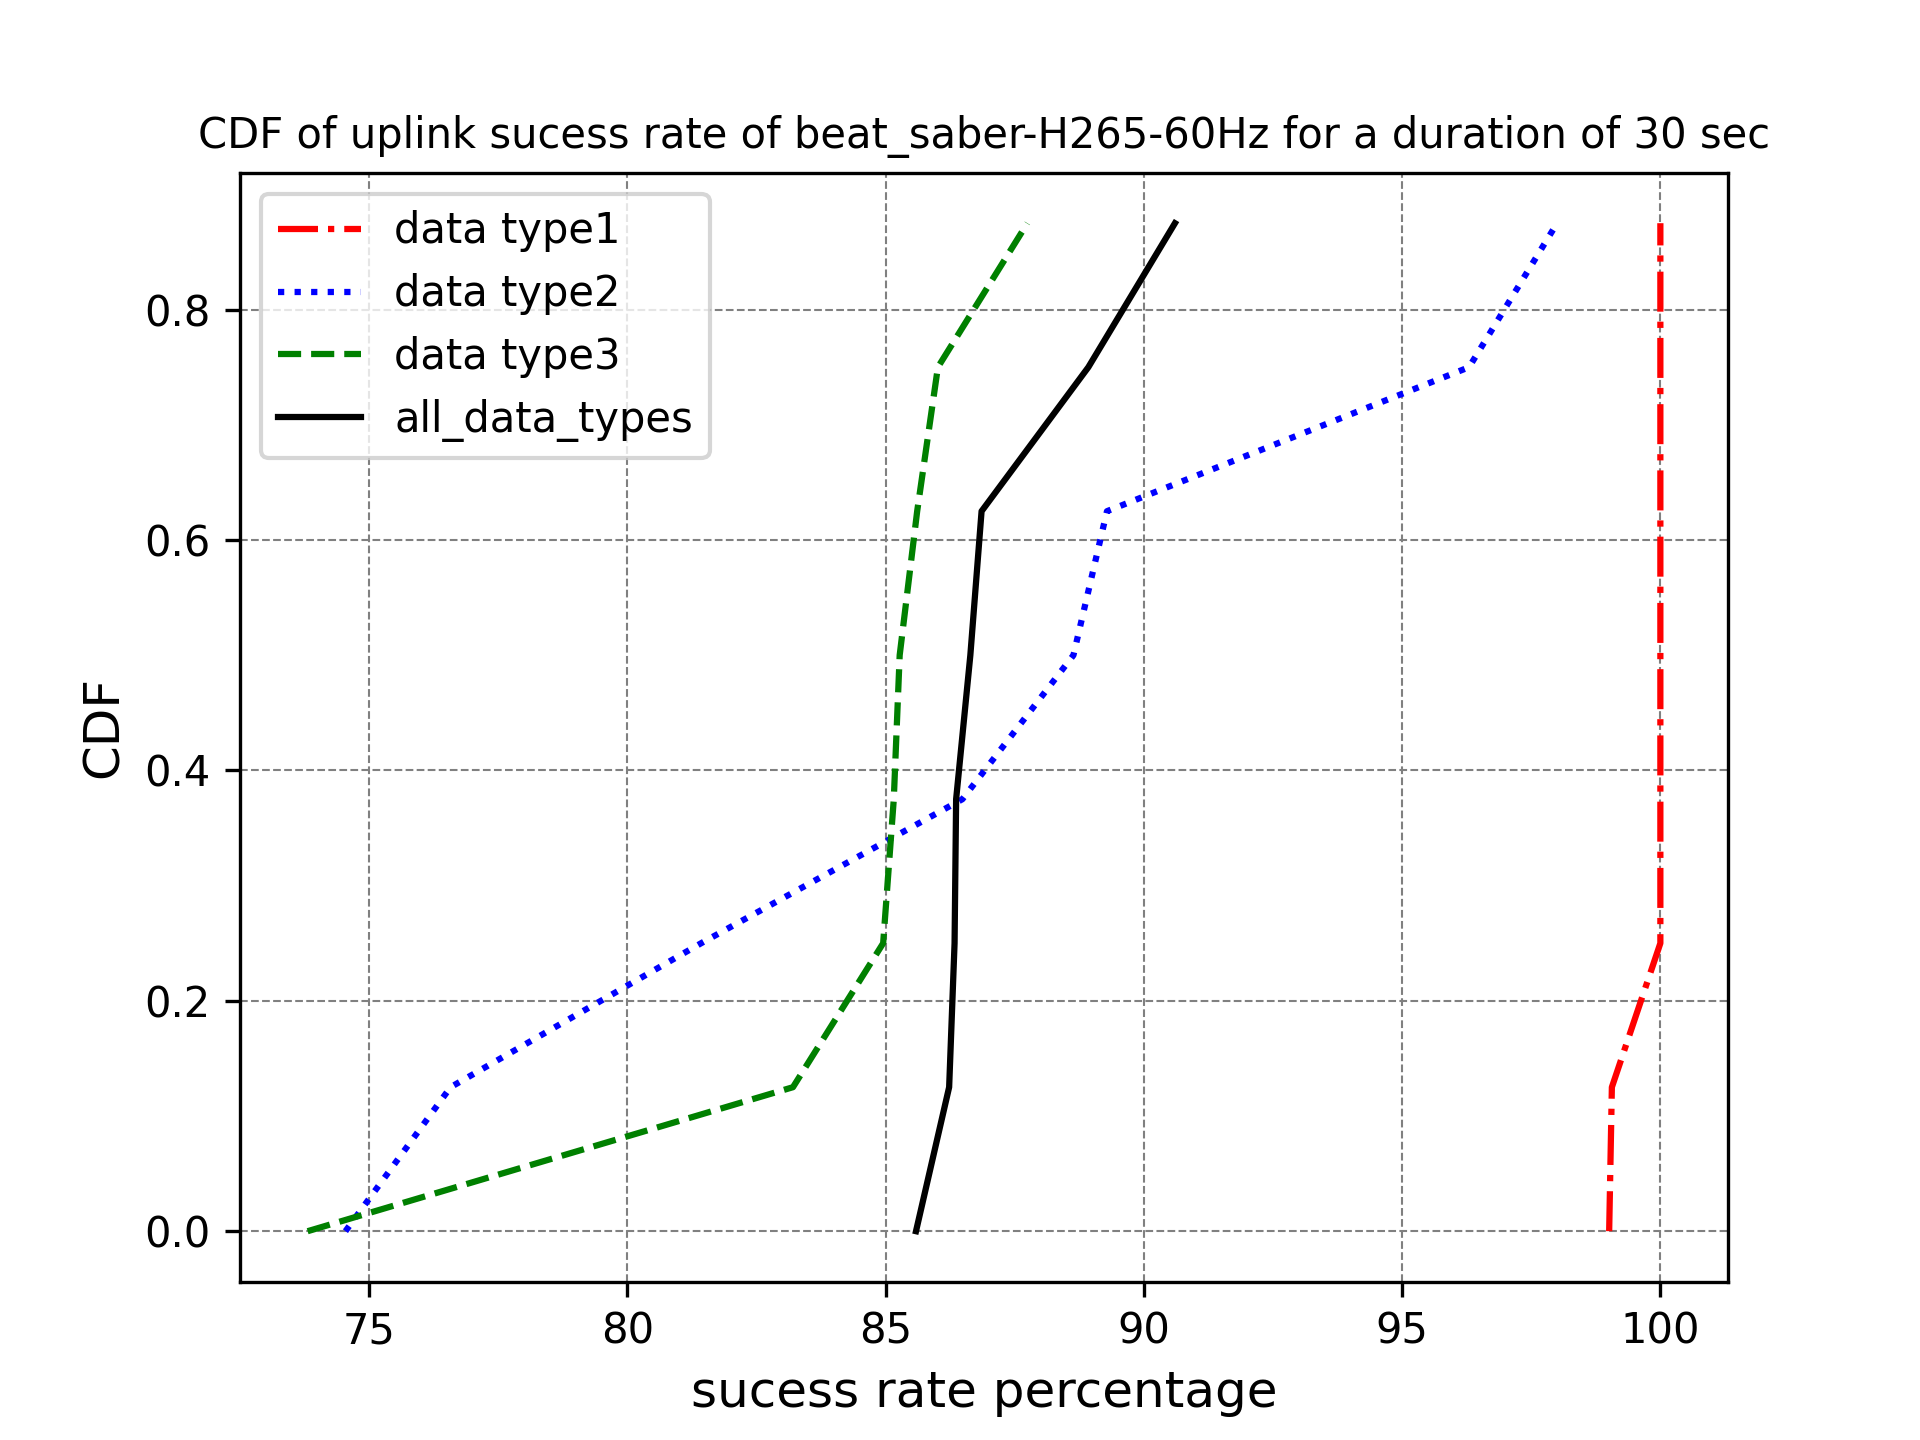 CDF of uplink sucess rate of beat_saber-H265-60Hz for a duration of 30 sec
data type1
data type2
data type3
all_data_types
0.8
0.6
0.4
0.2
0.0
CDF
75 80 85 90 95 100
sucess rate percentage